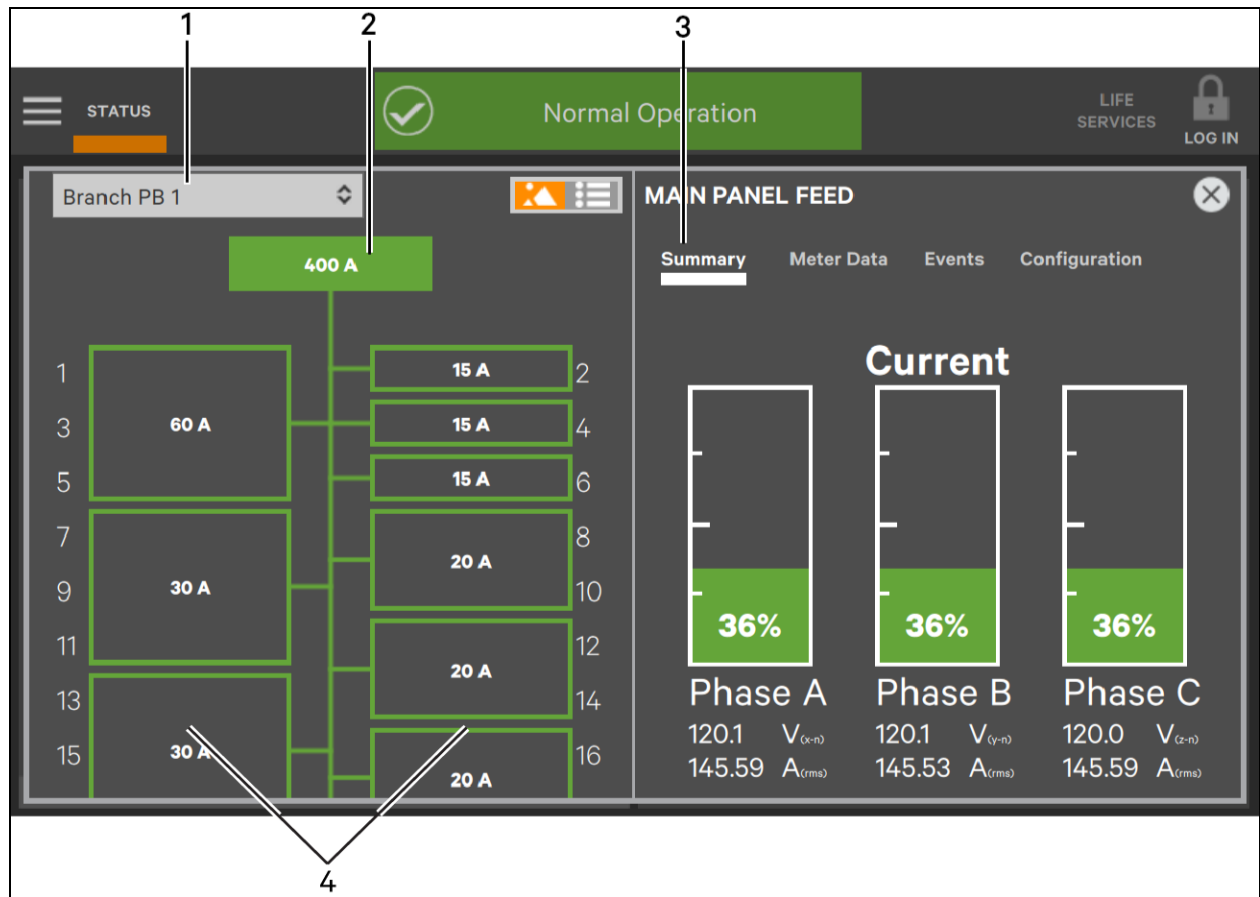 1 2 3
STATUS
Normal Operation
LIFE
SERVICES
LOG IN
Branch PB 1
400 A
1
3
5
60 A
7
9
11
30 A
13
15
30 A
15 A
2
15 A
4
15 A
6
20 A
8
10
20 A
12
14
20 A
16
MAIN PANEL FEED
Summary Meter Data Events Configuration
Current
36% 36% 36%
Phase A Phase B Phase C
120.1 V(x-n) 120.1 V(y-n) 120.0 V(z-n)
145.59 A(rms) 145.53 A(rms) 145.59 A(rms)
4